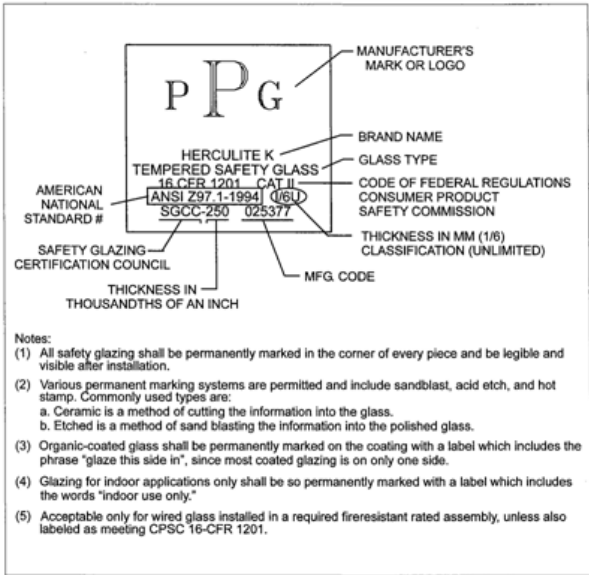 P P G
MANUFACTURER'S
MARK OR LOGO
HERCULITE K
BRAND NAME
TEMPERED SAFETY GLASS
GLASS TYPE
16 CFR 1201 CAT II
CODE OF FEDERAL REGULATIONS
CONSUMER PRODUCT
SAFETY COMMISSION
AMERICAN
NATIONAL
STANDARD #
ANSI Z97.1-1994 1/6U
SGCC-250 025377
THICKNESS IN MM (1/6)
CLASSIFICATION (UNLIMITED)
SAFETY GLAZING
CERTIFICATION COUNCIL
MFG. CODE
THICKNESS IN
THOUSANDTHS OF AN INCH
Notes:
(1) All safety glazing shall be permanently marked in the corner of every piece and be legible and
visible after installation.
(2) Various permanent marking systems are permitted and include sandblast, acid etch, and hot
stamp. Commonly used types are:
a. Ceramic is a method of cutting the information into the glass.
b. Etched is a method of sand blasting the information into the polished glass.
(3) Organic-coated glass shall be permanently marked on the coating with a label which includes the
phrase "glaze this side in", since most coated glazing is on only one side.
(4) Glazing for indoor applications only shall be so permanently marked with a label which includes
the words "indoor use only."
(5) Acceptable only for wired glass installed in a required fireresistant rated assembly, unless also
labeled as meeting CPSC 16-CFR 1201.